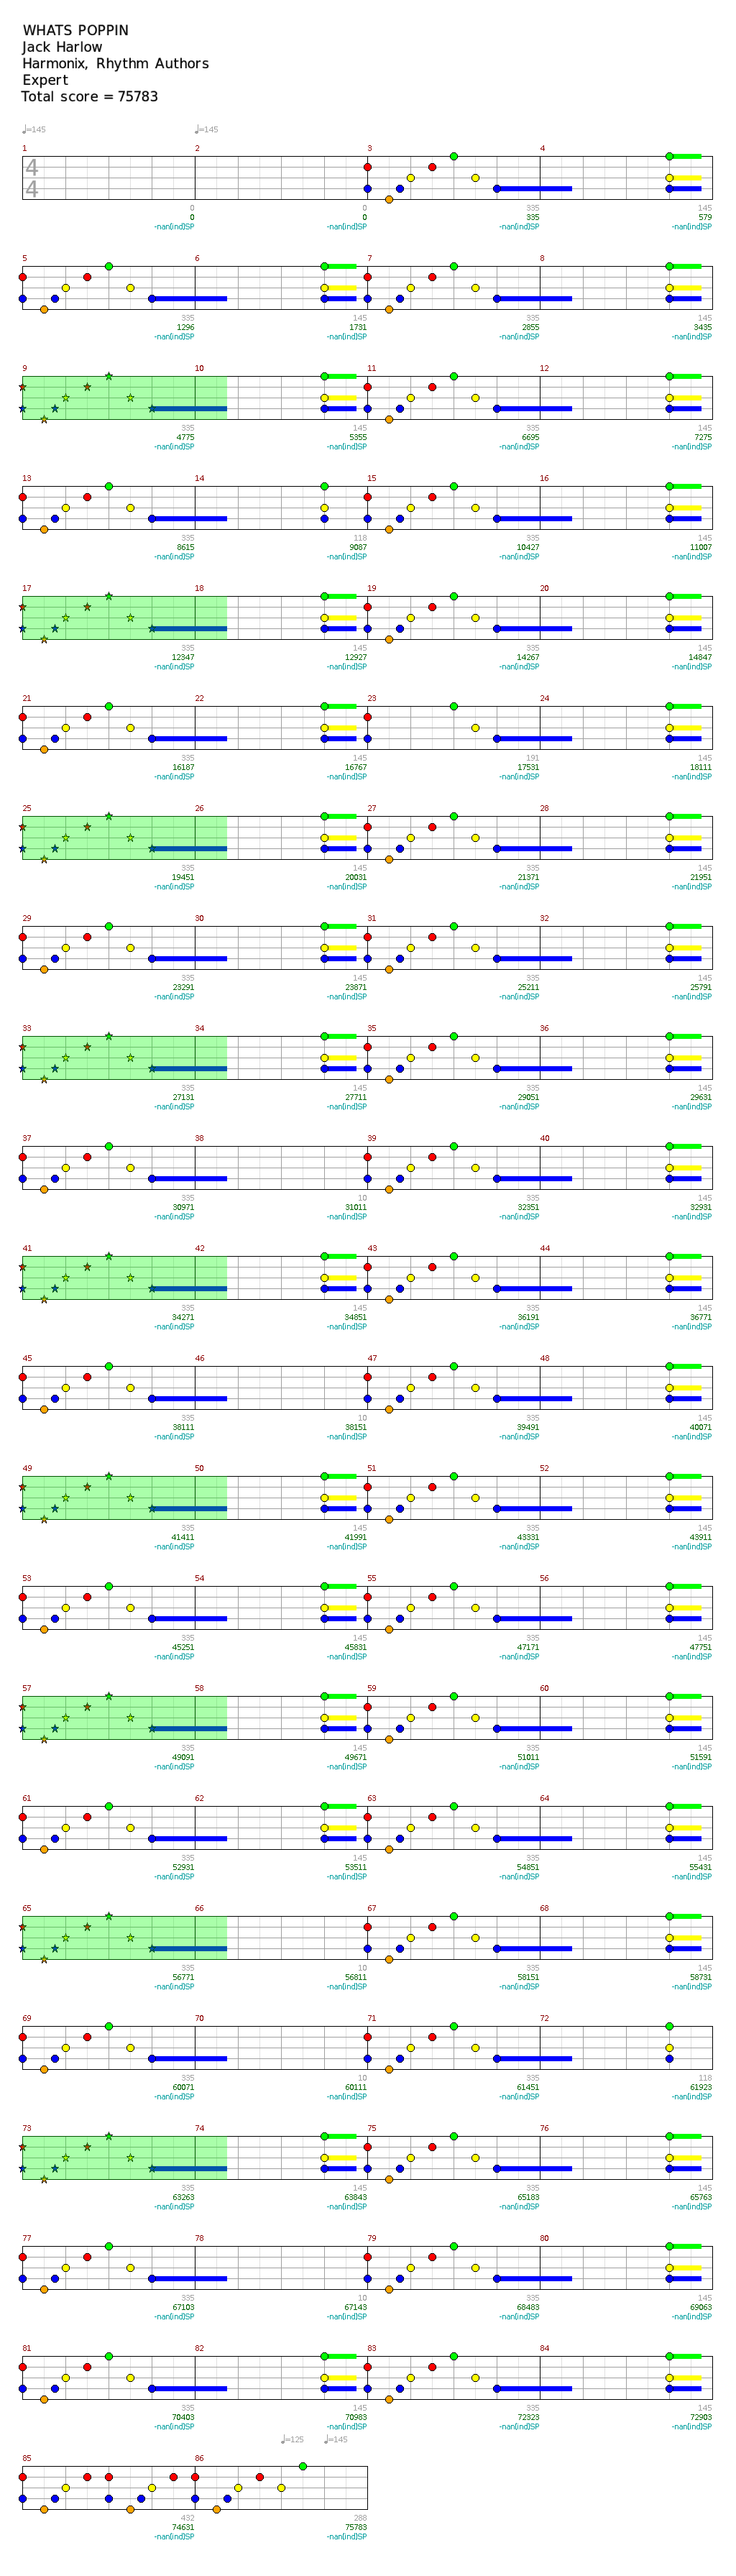 WHATS POPPIN
Jack Harlow
Harmonix, Rhythm Authors
Expert
Total score = 75783
♩=145 ♩=145
1 2 3 4
4
4
0 0 335 145
0 0 335 579
-nan(ind)SP -nan(ind)SP -nan(ind)SP -nan(ind)SP
5 6 7 8
335 145 335 145
1296 1731 2855 3435
-nan(ind)SP -nan(ind)SP -nan(ind)SP -nan(ind)SP
9 10 11 12
335 145 335 145
4775 5355 6695 7275
-nan(ind)SP -nan(ind)SP -nan(ind)SP -nan(ind)SP
13 14 15 16
335 118 335 145
8615 9087 10427 11007
-nan(ind)SP -nan(ind)SP -nan(ind)SP -nan(ind)SP
17 18 19 20
335 145 335 145
12347 12927 14267 14847
-nan(ind)SP -nan(ind)SP -nan(ind)SP -nan(ind)SP
21 22 23 24
335 145 191 145
16187 16767 17531 18111
-nan(ind)SP -nan(ind)SP -nan(ind)SP -nan(ind)SP
25 26 27 28
335 145 335 145
19451 20031 21371 21951
-nan(ind)SP -nan(ind)SP -nan(ind)SP -nan(ind)SP
29 30 31 32
335 145 335 145
23291 23871 25211 25791
-nan(ind)SP -nan(ind)SP -nan(ind)SP -nan(ind)SP
33 34 35 36
335 145 335 145
27131 27711 29051 29631
-nan(ind)SP -nan(ind)SP -nan(ind)SP -nan(ind)SP
37 38 39 40
335 10 335 145
30971 31011 32351 32931
-nan(ind)SP -nan(ind)SP -nan(ind)SP -nan(ind)SP
41 42 43 44
335 145 335 145
34271 34851 36191 36771
-nan(ind)SP -nan(ind)SP -nan(ind)SP -nan(ind)SP
45 46 47 48
335 10 335 145
38111 38151 39491 40071
-nan(ind)SP -nan(ind)SP -nan(ind)SP -nan(ind)SP
49 50 51 52
335 145 335 145
41411 41991 43331 43911
-nan(ind)SP -nan(ind)SP -nan(ind)SP -nan(ind)SP
53 54 55 56
335 145 335 145
45251 45831 47171 47751
-nan(ind)SP -nan(ind)SP -nan(ind)SP -nan(ind)SP
57 58 59 60
335 145 335 145
49091 49671 51011 51591
-nan(ind)SP -nan(ind)SP -nan(ind)SP -nan(ind)SP
61 62 63 64
335 145 335 145
52931 53511 54851 55431
-nan(ind)SP -nan(ind)SP -nan(ind)SP -nan(ind)SP
65 66 67 68
335 10 335 145
56771 56811 58151 58731
-nan(ind)SP -nan(ind)SP -nan(ind)SP -nan(ind)SP
69 70 71 72
335 10 335 118
60071 60111 61451 61923
-nan(ind)SP -nan(ind)SP -nan(ind)SP -nan(ind)SP
73 74 75 76
335 145 335 145
63263 63843 65183 65763
-nan(ind)SP -nan(ind)SP -nan(ind)SP -nan(ind)SP
77 78 79 80
335 10 335 145
67103 67143 68483 69063
-nan(ind)SP -nan(ind)SP -nan(ind)SP -nan(ind)SP
81 82 83 84
335 145 335 145
70403 70983 72323 72903
-nan(ind)SP -nan(ind)SP -nan(ind)SP -nan(ind)SP
♩=125 ♩=145
85 86
432 288
74631 75783
-nan(ind)SP -nan(ind)SP